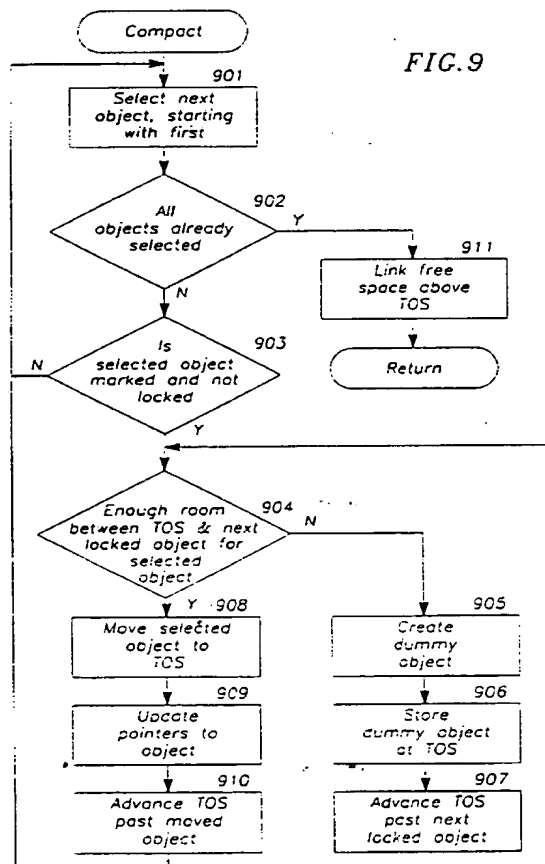 Compact
FIG.9
901
Select next
object, starting
with first
902
All
objects already
selected
Y
N
911
Link free
space above
TOS
Return
903
Is
selected object
marked and not
locked
N
Y
904
Enough room
between TOS & next
locked object for
selected
object
N
Y
908
Move selected
object to
TOS
909
Update
pointers to
object
910
Advance TOS
past moved
object
905
Create
dummy
object
906
Store
dummy object
at TOS
907
Advance TOS
past next
locked object